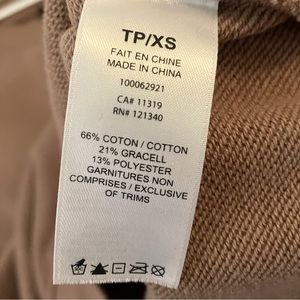 TP/XS
FAIT EN CHINE
MADE IN CHINA
100062921
CA# 11319
RN# 121340
66% COTON / COTTON
21% GRACELL
13% POLYESTER
GARNITURES NON
COMPRISES / EXCLUSIVE
OF TRIMS